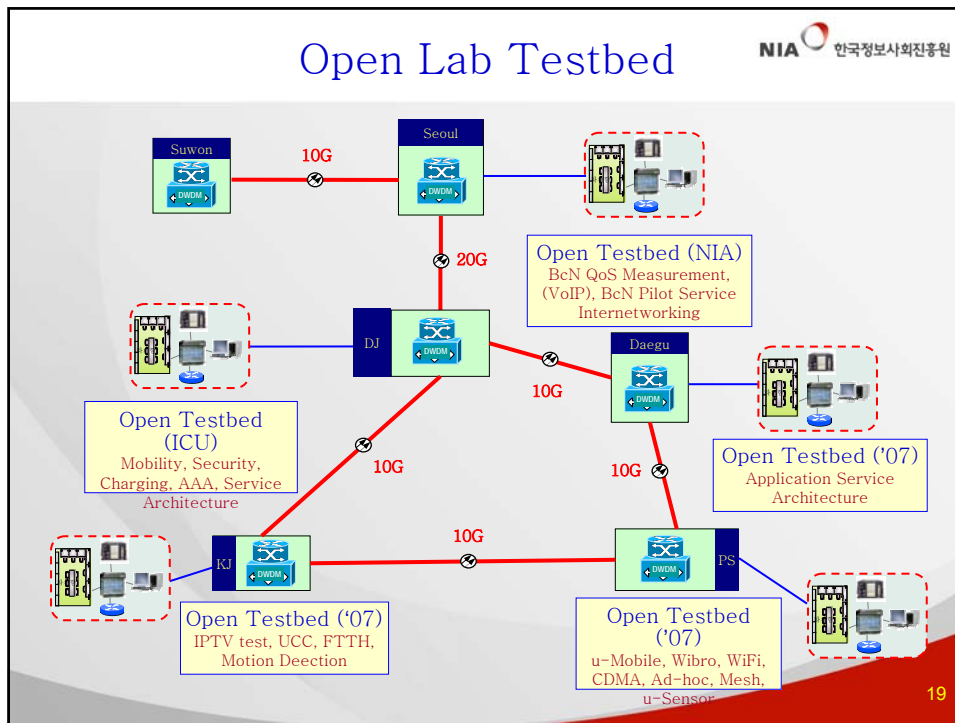 Open Lab Testbed
NIA 한국정보사회진흥원
Suwon
DWDM
10G
Seoul
DWDM
20G
Open Testbed (NIA)
BcN QoS Measurement,
(VoIP), BcN Pilot Service
Internetworking
DJ
DWDM
10G
Daegu
DWDM
Open Testbed
(ICU)
Mobility, Security,
Charging, AAA, Service
Architecture
10G
10G
Open Testbed ('07)
Application Service
Architecture
KJ
DWDM
10G
DWDM
PS
Open Testbed (‘07)
IPTV test, UCC, FTTH,
Motion Deection
Open Testbed
('07)
u-Mobile, Wibro, WiFi,
CDMA, Ad-hoc, Mesh,
u-Sensor
19